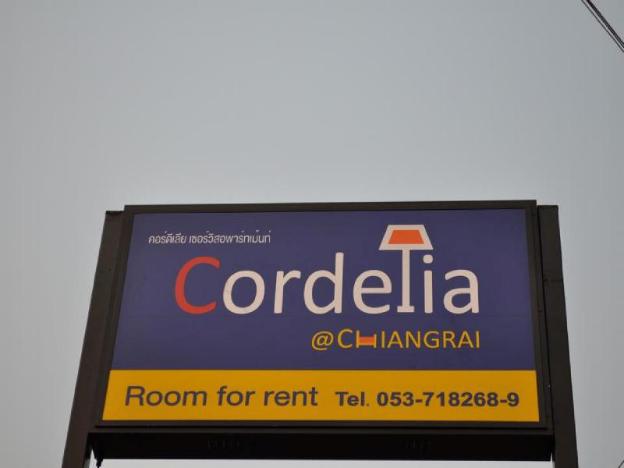 คอร์ดีเลีย เซอร์วิสอพาร์ทเม้นท์
Cordelia
@CHIANGRAI
Room for rent Tel. 053-718268-9